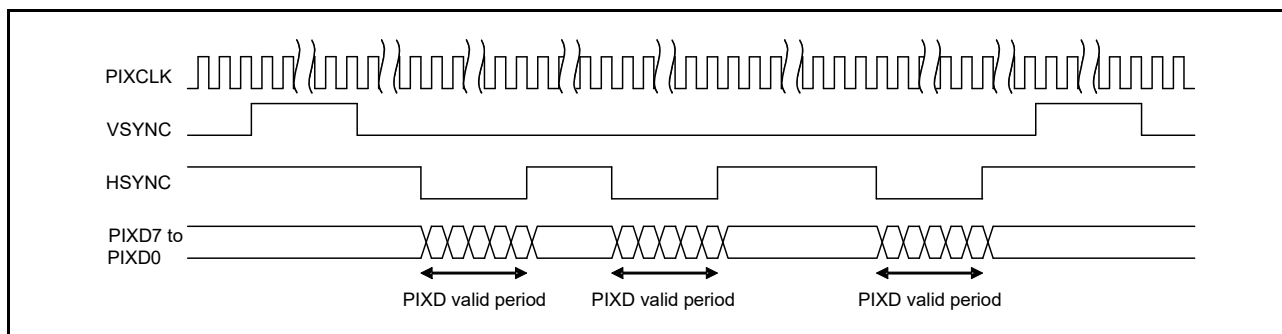 PIXCLK
VSYNC
HSYNC
PIXD7 to
PIXD0
PIXD valid period
PIXD valid period
PIXD valid period